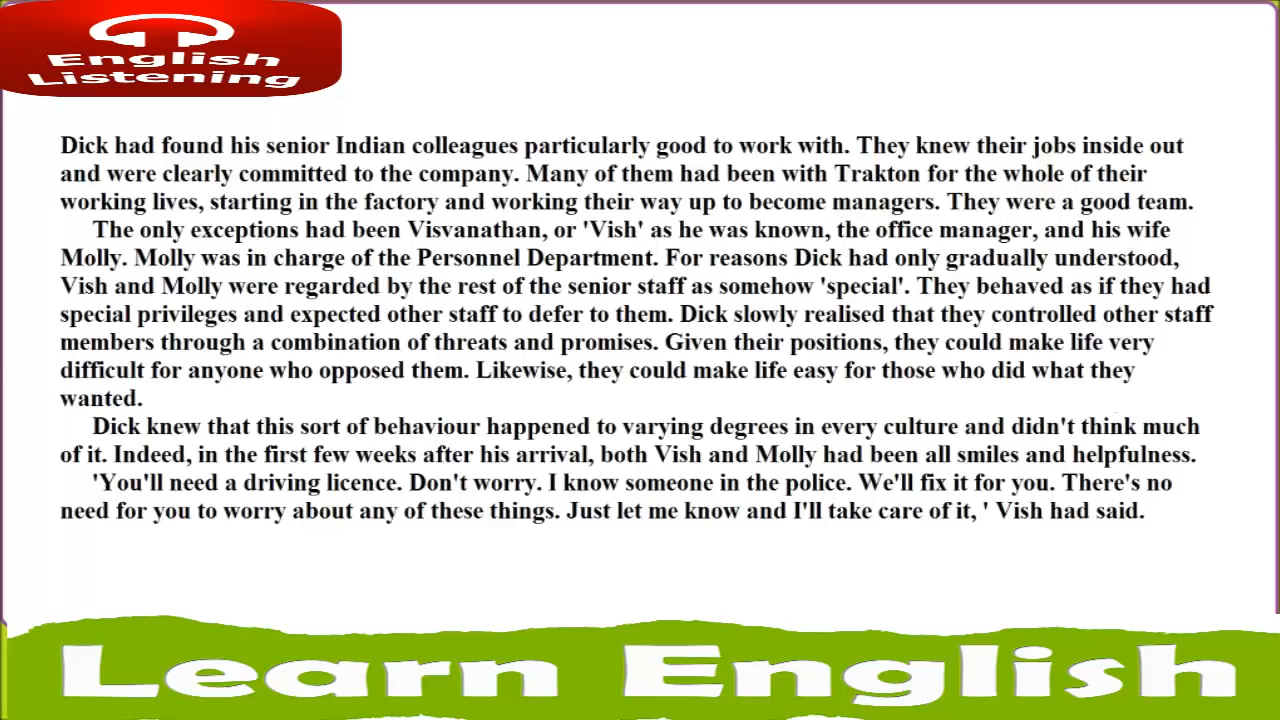 English
Listening
Dick had found his senior Indian colleagues particularly good to work with. They knew their jobs inside out
and were clearly committed to the company. Many of them had been with Trakton for the whole of their
working lives, starting in the factory and working their way up to become managers. They were a good team.
The only exceptions had been Visvanathan, or 'Vish' as he was known, the office manager, and his wife
Molly. Molly was in charge of the Personnel Department. For reasons Dick had only gradually understood,
Vish and Molly were regarded by the rest of the senior staff as somehow 'special'. They behaved as if they had
special privileges and expected other staff to defer to them. Dick slowly realised that they controlled other staff
members through a combination of threats and promises. Given their positions, they could make life very
difficult for anyone who opposed them. Likewise, they could make life easy for those who did what they
wanted.
Dick knew that this sort of behaviour happened to varying degrees in every culture and didn't think much
of it. Indeed, in the first few weeks after his arrival, both Vish and Molly had been all smiles and helpfulness.
'You'll need a driving licence. Don't worry. I know someone in the police. We'll fix it for you. There's no
need for you to worry about any of these things. Just let me know and I'll take care of it, ' Vish had said.
Learn English